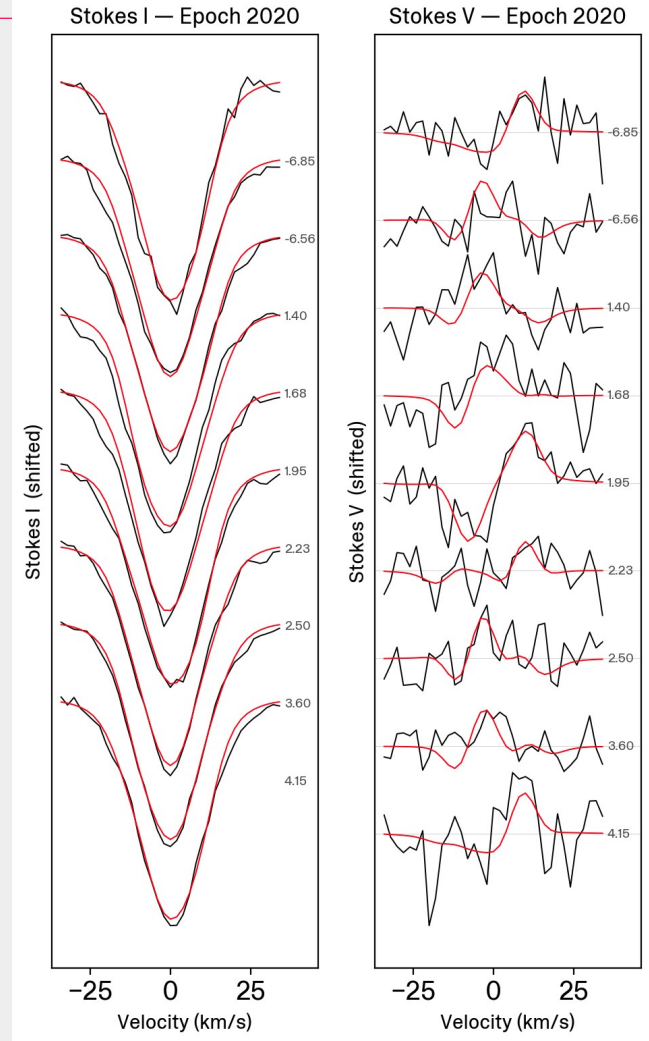 Stokes I — Epoch 2020
Stokes I (shifted)
-6.85
-6.56
1.40
1.68
1.95
2.23
2.50
3.60
4.15
−25 0 25
Velocity (km/s)
Stokes V — Epoch 2020
Stokes V (shifted)
-6.85
-6.56
1.40
1.68
1.95
2.23
2.50
3.60
4.15
−25 0 25
Velocity (km/s)